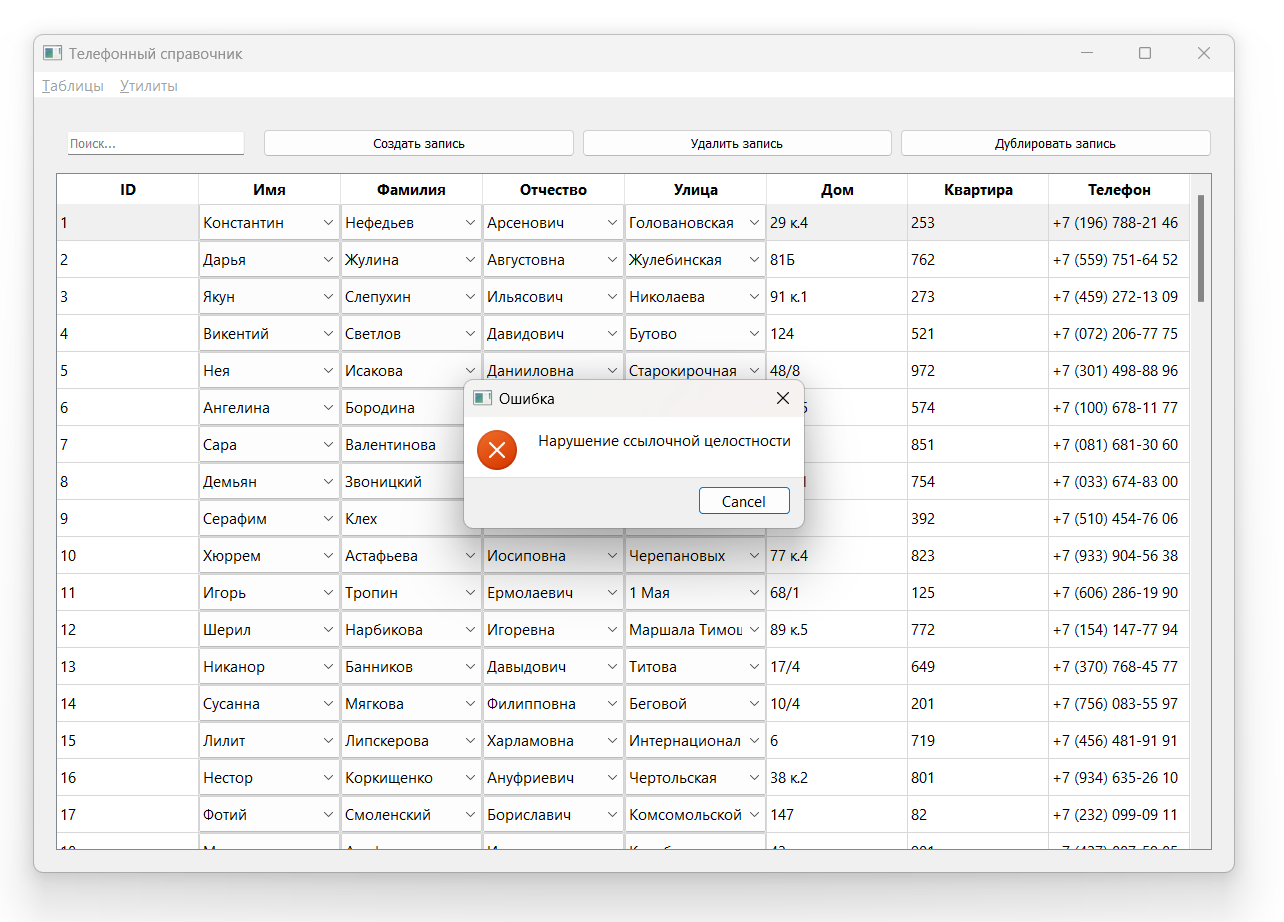 Телефонный справочник
Таблицы Утилиты
Поиск... Создать запись Удалить запись Дублировать запись
ID Имя Фамилия Отчество Улица Дом Квартира Телефон
1 Константин Нефедьев Арсенович Головановская 29 к.4 253 +7 (196) 788-21 46
2 Дарья Жулина Августовна Жулебинская 81Б 762 +7 (559) 751-64 52
3 Якун Слепухин Ильясович Николаева 91 к.1 273 +7 (459) 272-13 09
4 Викентий Светлов Давидович Бутово 124 521 +7 (072) 206-77 75
5 Нея Исакова Данииловна Старокирочная 48/8 972 +7 (301) 498-88 96
6 Ангелина Бородина 574 +7 (100) 678-11 77
7 Сара Валентинова 851 +7 (081) 681-30 60
8 Демьян Звоницкий 754 +7 (033) 674-83 00
9 Серафим Клех 392 +7 (510) 454-76 06
Ошибка
Нарушение ссылочной целостности
Cancel
10 Хюррем Астафьева Иосиповна Черепановых 77 к.4 823 +7 (933) 904-56 38
11 Игорь Тропин Ермолаевич 1 Мая 68/1 125 +7 (606) 286-19 90
12 Шерил Нарбикова Игоревна Маршала 89 к.5 772 +7 (154) 147-77 94
13 Никанор Банников Давыдович Титова 17/4 649 +7 (370) 768-45 77
14 Сусанна Мягкова Филипповна Беговой 10/4 201 +7 (756) 083-55 97
15 Лилит Липскерова Харламовна Интернационал 6 719 +7 (456) 481-91 91
16 Нестор Коркищенко Ануфриевич Чертольская 38 к.2 801 +7 (934) 635-26 10
17 Фотий Смоленский Бориславич Комсомольской 147 82 +7 (232) 099-09 11